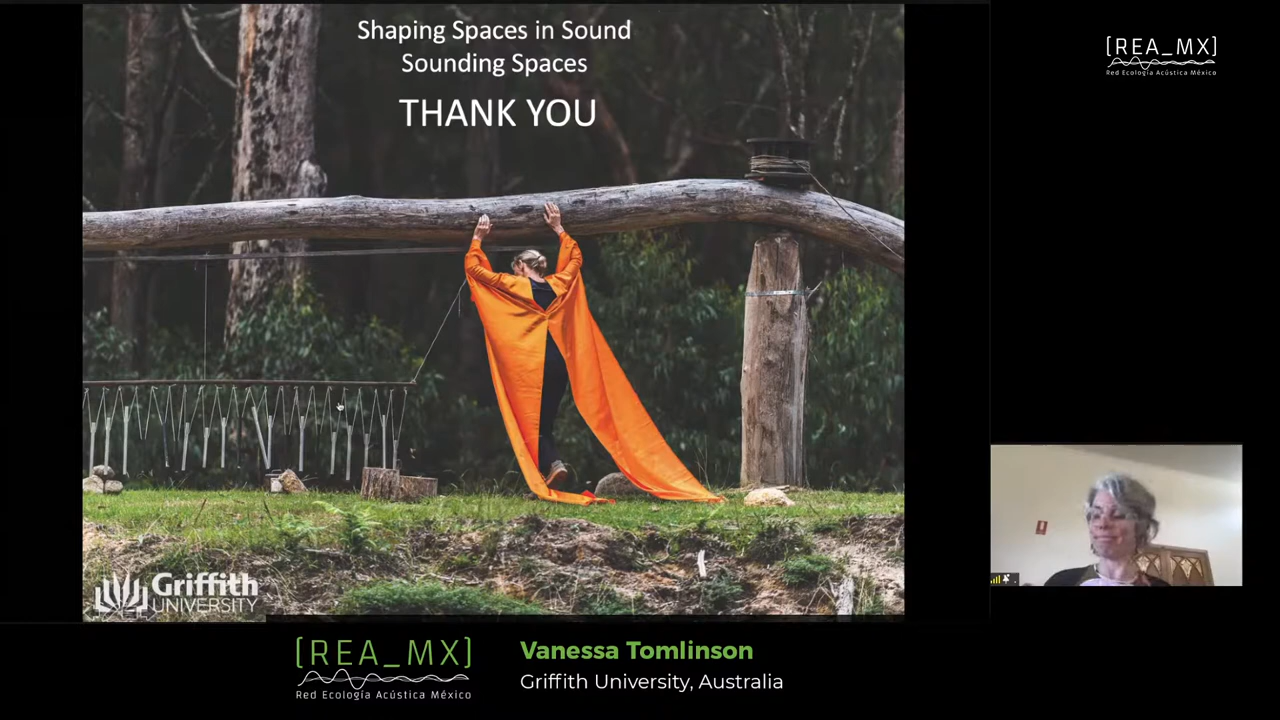 Shaping Spaces in Sound
Sounding Spaces
THANK YOU
[REA_MX]
Red Ecología Acústica México
Griffith
UNIVERSITY
[REA_MX]
Red Ecología Acústica México
Vanessa Tomlinson
Griffith University, Australia